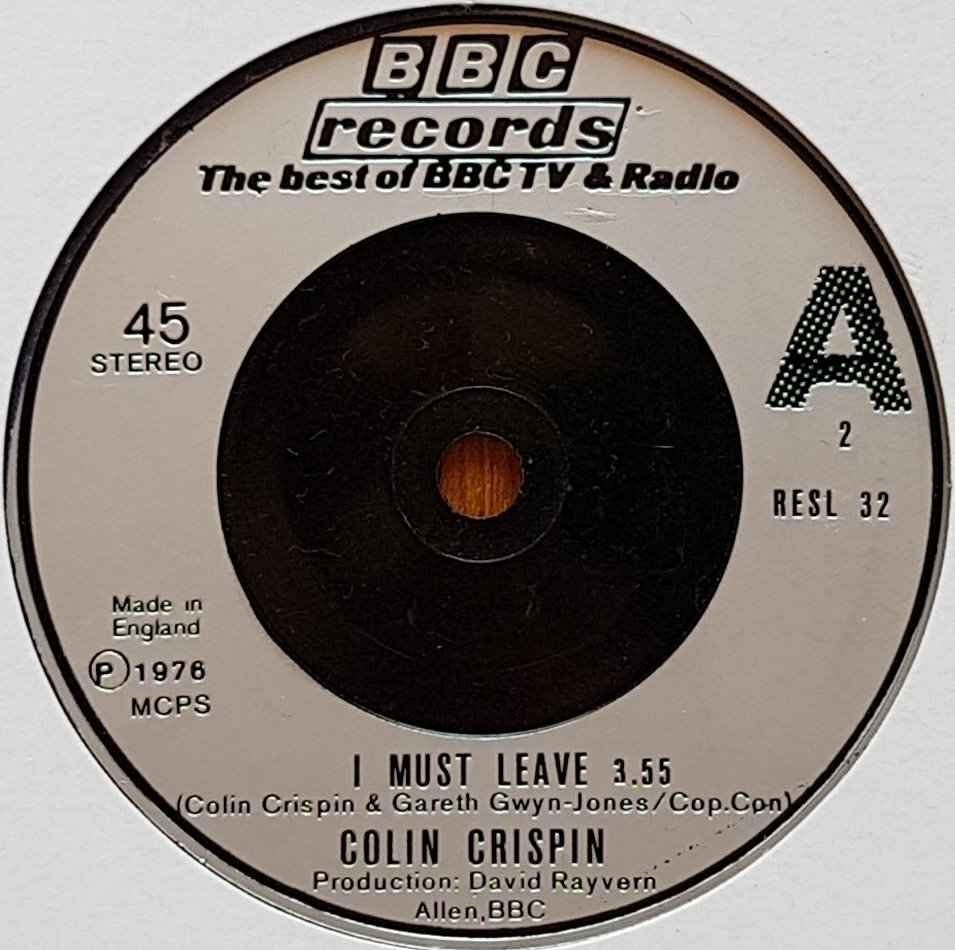 BBC
records
The best of BBC TV & Radio
45
STEREO
A
2
RESL 32
Made in
England
Ⓟ1976
MCPS
I MUST LEAVE 3.55
(Colin Crispin & Gareth Gwyn-Jones/Cop.Con)
COLIN CRISPIN
Production: David Rayvern
Allen,BBC